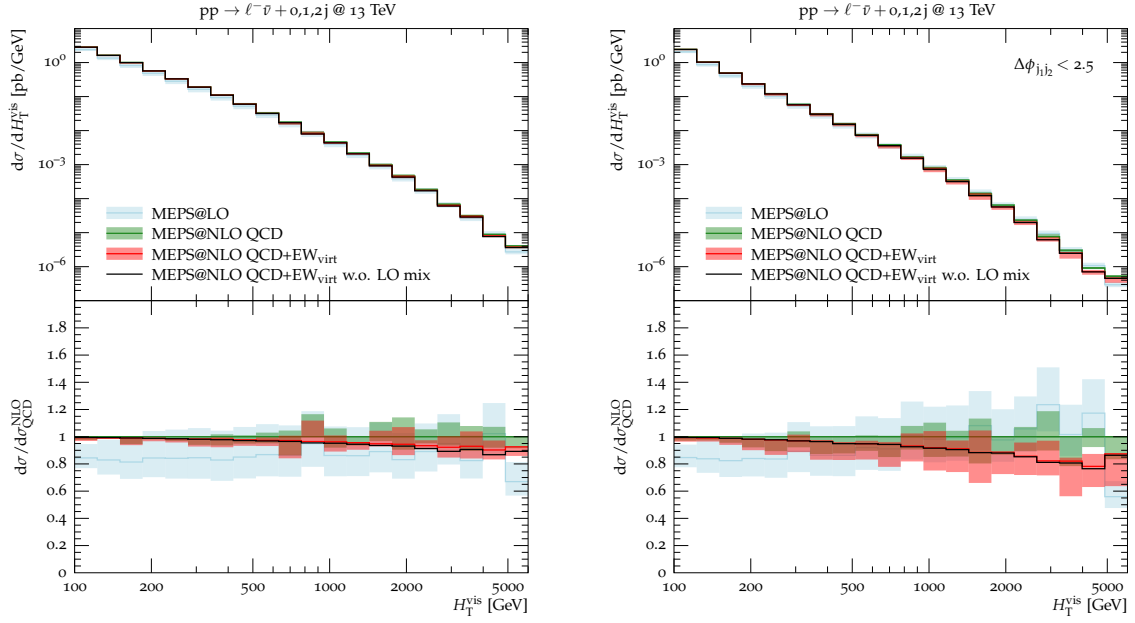 pp → ℓ⁻ν̄ + 0,1,2j @ 13 TeV
dσ/dH_T^vis [pb/GeV]
10^0
10^−3
10^−6
MEPS@LO
MEPS@NLO QCD
MEPS@NLO QCD+EW_virt
MEPS@NLO QCD+EW_virt w.o. LO mix
dσ/dσ_QCD^NLO
1.8
1.6
1.4
1.2
1
0.8
0.6
0.4
0.2
0
100 200 500 1000 2000 5000
H_T^vis [GeV]
pp → ℓ⁻ν̄ + 0,1,2j @ 13 TeV
Δφ_j₁j₂ < 2.5
dσ/dH_T^vis [pb/GeV]
10^0
10^−3
10^−6
MEPS@LO
MEPS@NLO QCD
MEPS@NLO QCD+EW_virt
MEPS@NLO QCD+EW_virt w.o. LO mix
dσ/dσ_QCD^NLO
1.8
1.6
1.4
1.2
1
0.8
0.6
0.4
0.2
0
100 200 500 1000 2000 5000
H_T^vis [GeV]